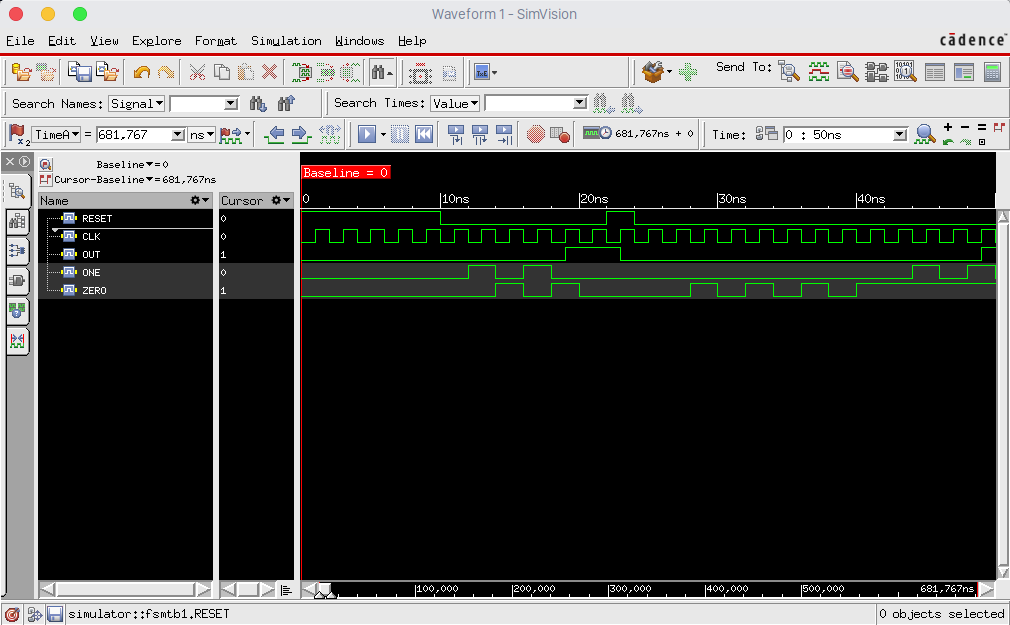 Waveform 1 - SimVision
File Edit View Explore Format Simulation Windows Help
cādence
Send To:
Search Names: Signal
Search Times: Value
TimeA = 681,767 ns
681,767ns + 0
Time: 0 : 50ns
Baseline = 0
Cursor-Baseline = 681,767ns
Baseline = 0
Name
Cursor
0 10ns 20ns 30ns 40ns
RESET 0
CLK 0
OUT 1
ONE 0
ZERO 1
100,000 200,000 300,000 400,000 500,000 681,767ns
simulator::fsmtb1.RESET
0 objects selected